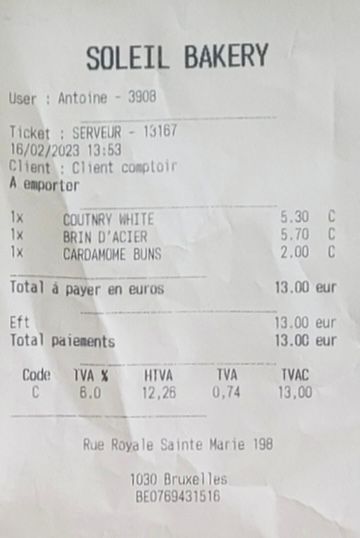 SOLEIL BAKERY
User : Antoine - 3908
Ticket : SERVEUR - 13167
16/02/2023 13:53
Client : Client comptoir
A emporter
1x COUTNRY WHITE 5.30 C
1x BRIN D'ACIER 5.70 C
1x CARDAMOME BUNS 2.00 C
Total à payer en euros 13.00 eur
Eft 13.00 eur
Total paiements 13.00 eur
Code TVA % HTVA TVA TVAC
C 6.0 12,26 0,74 13,00
Rue Royale Sainte Marie 198
1030 Bruxelles
BE0769431516